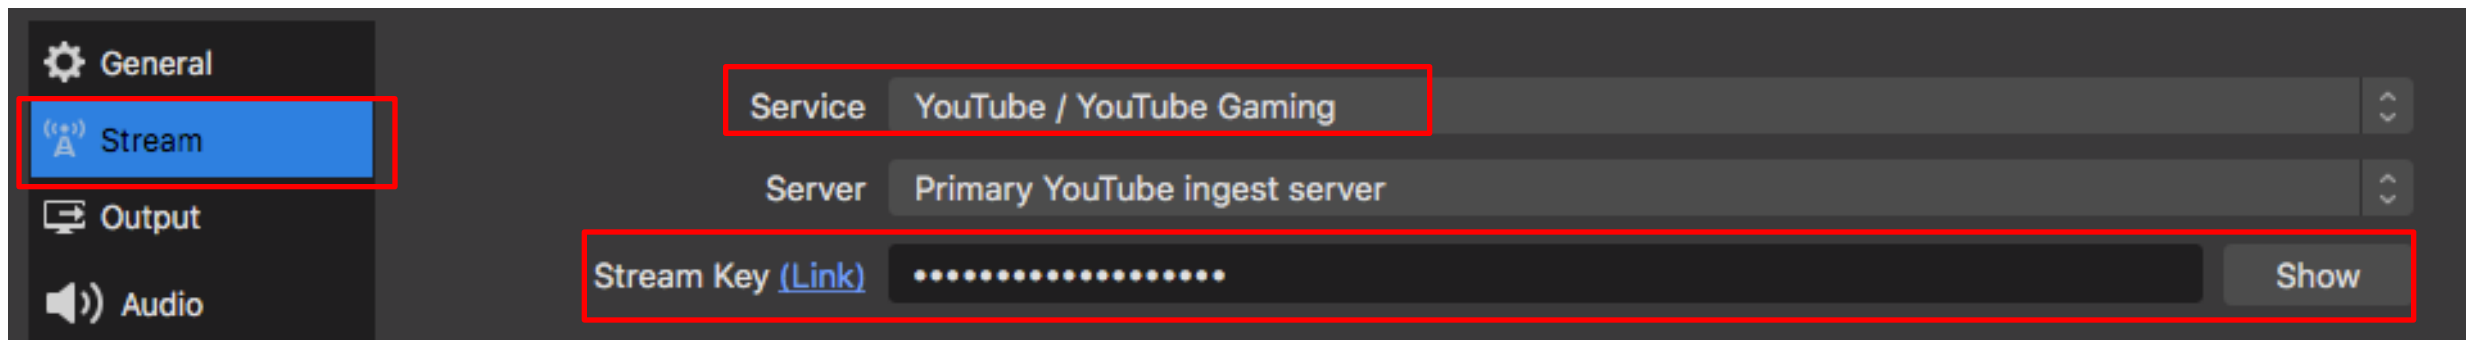 General
Stream
Output
Audio
Service YouTube / YouTube Gaming
Server Primary YouTube ingest server
Stream Key (Link) ••••••••••••••••••• Show